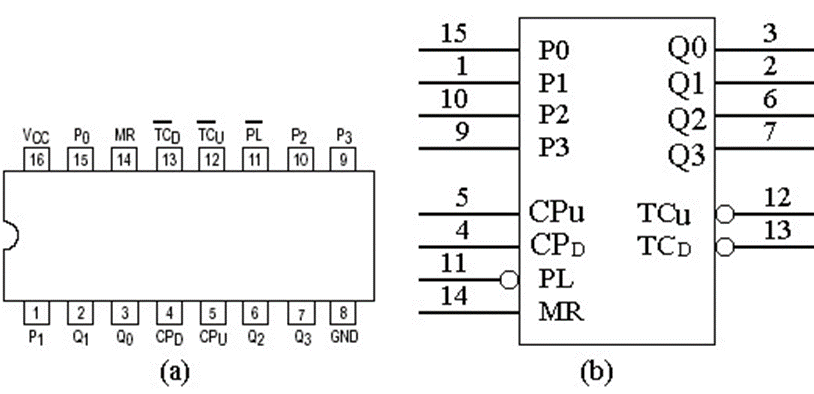 VCC P0 MR T̅C̅D T̅C̅U P̅L̅ P2 P3
16 15 14 13 12 11 10 9
1 2 3 4 5 6 7 8
P1 Q1 Q0 CPD CPU Q2 Q3 GND
(a)
15 P0 Q0 3
1 P1 Q1 2
10 P2 Q2 6
9 P3 Q3 7
5 CPu TCu 12
4 CPD TCD 13
11 PL
14 MR
(b)